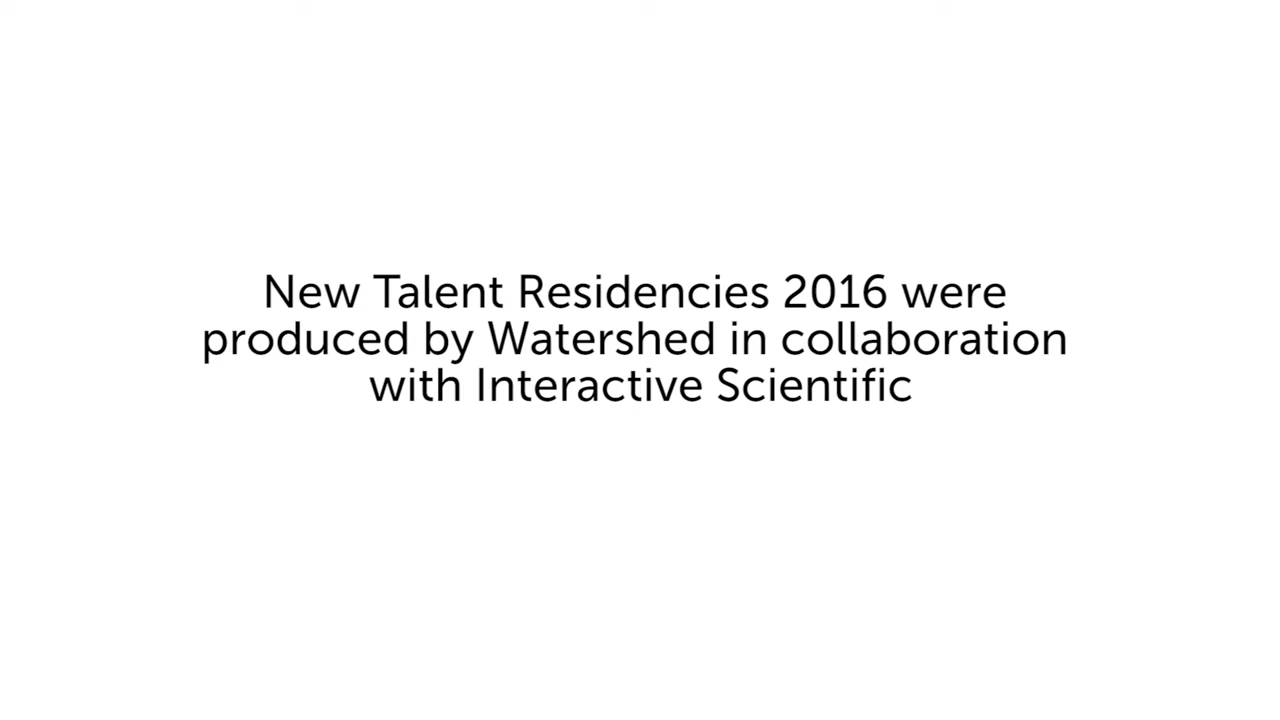 New Talent Residencies 2016 were
produced by Watershed in collaboration
with Interactive Scientific